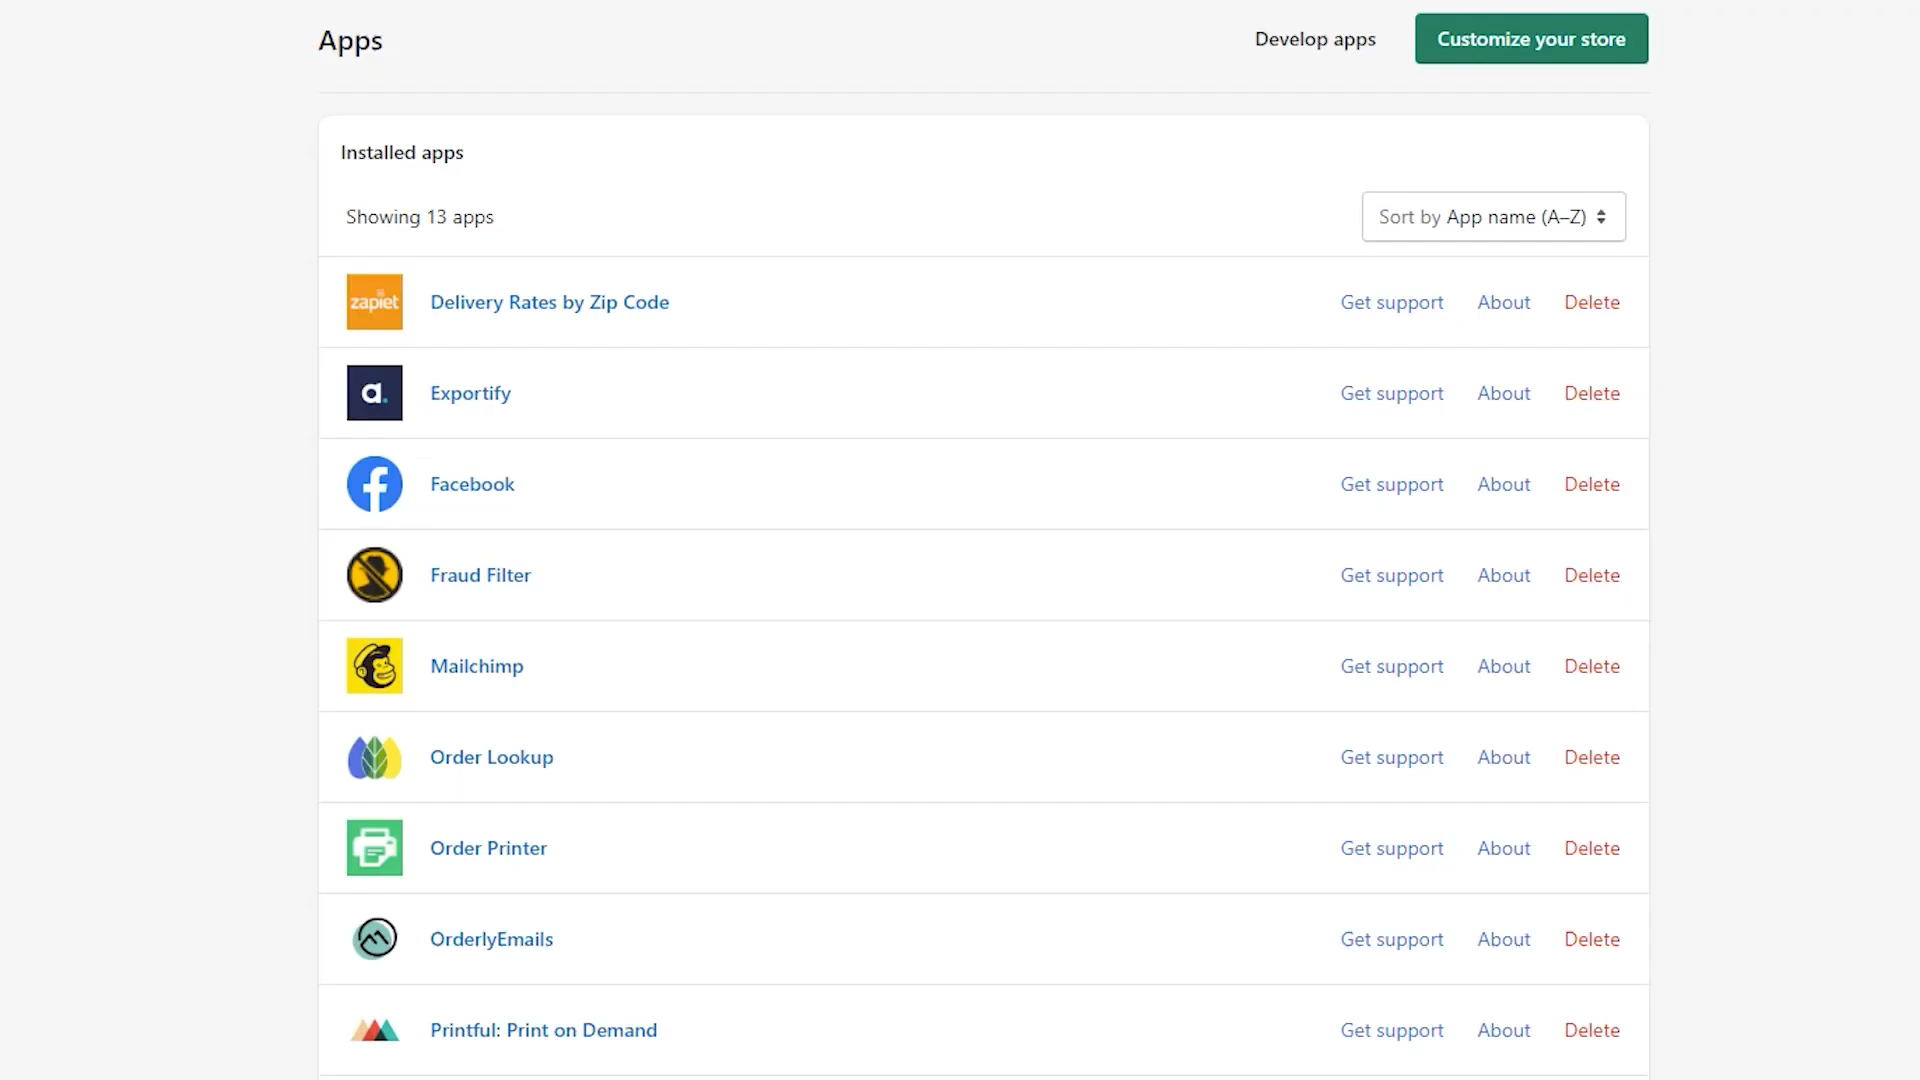 Apps
Develop apps
Customize your store
Installed apps
Showing 13 apps
Sort by App name (A–Z)
zapiet
Delivery Rates by Zip Code
Get support About Delete
a.
Exportify
Get support About Delete
Facebook
Get support About Delete
Fraud Filter
Get support About Delete
Mailchimp
Get support About Delete
Order Lookup
Get support About Delete
Order Printer
Get support About Delete
OrderlyEmails
Get support About Delete
Printful: Print on Demand
Get support About Delete